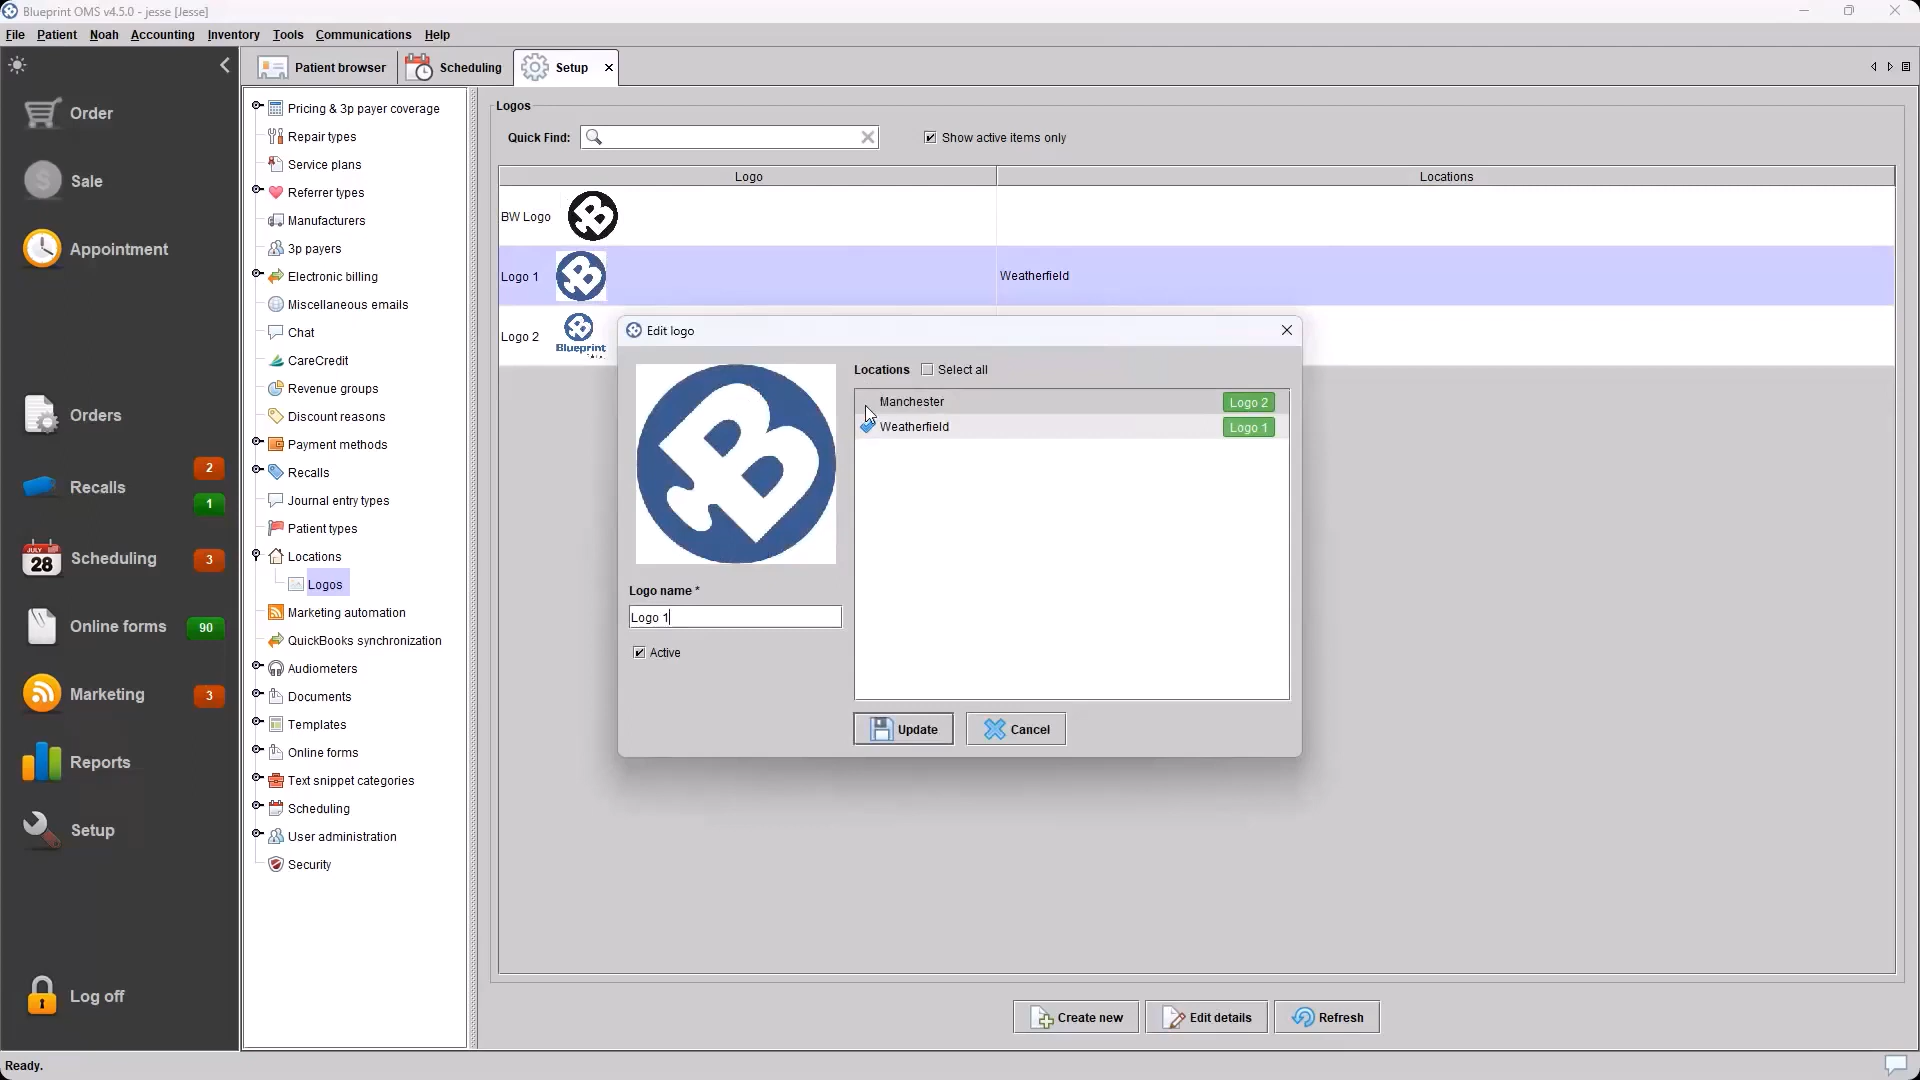 Blueprint OMS v4.5.0 - jesse [Jesse]
File Patient Noah Accounting Inventory Tools Communications Help
Patient browser
Scheduling
Setup
Order
Sale
Appointment
Orders
Recalls
2
1
JULY
28
Scheduling
3
Online forms
90
Marketing
3
Reports
Setup
Log off
Pricing & 3p payer coverage
Repair types
Service plans
Referrer types
Manufacturers
3p payers
Electronic billing
Miscellaneous emails
Chat
CareCredit
Revenue groups
Discount reasons
Payment methods
Recalls
Journal entry types
Patient types
Locations
Logos
Marketing automation
QuickBooks synchronization
Audiometers
Documents
Templates
Online forms
Text snippet categories
Scheduling
User administration
Security
Logos
Quick Find:
Show active items only
Logo Locations
BW Logo
Logo 1 Weatherfield
Logo 2
Blueprint
Edit logo
Locations Select all
Manchester Logo 2
Weatherfield Logo 1
Logo name *
Logo 1
Active
Update Cancel
Create new Edit details Refresh
Ready.